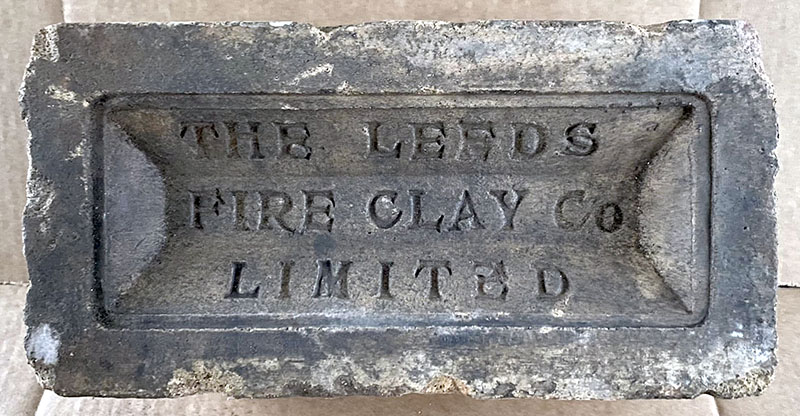 THE LEEDS
FIRE CLAY Co
LIMITED